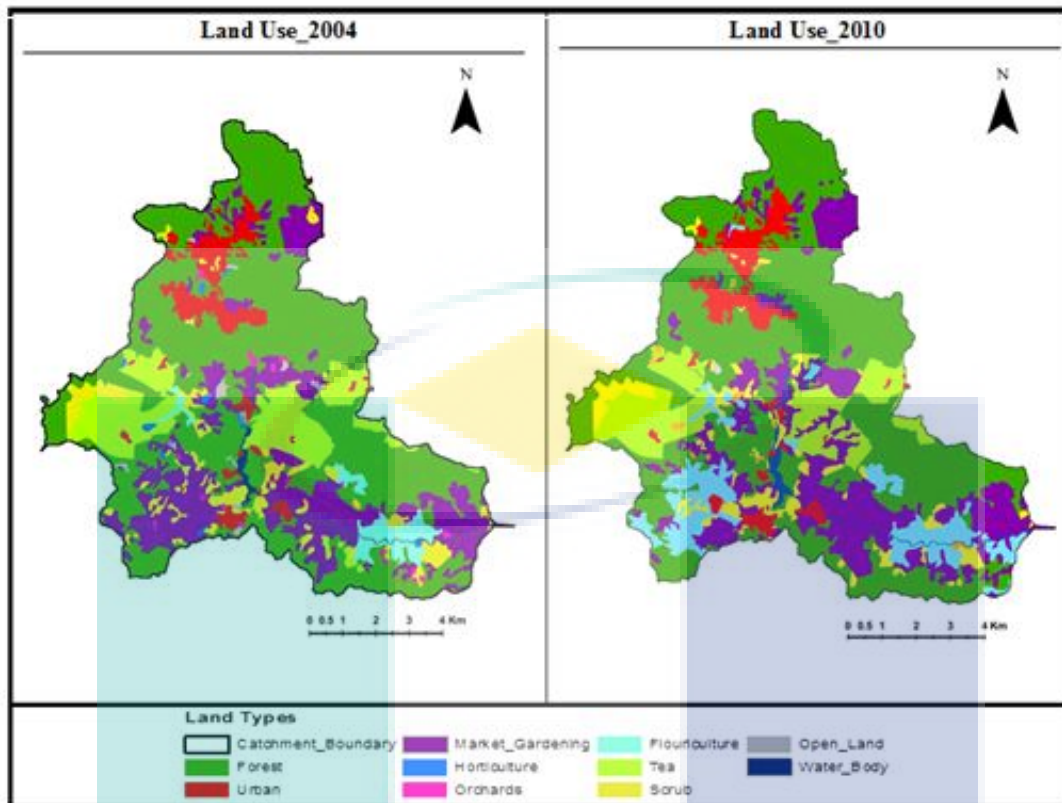 Land Use_2004
Land Use_2010
N
N
0 0.5 1 2 3 4 Km
0 0.5 1 2 3 4 Km
Land Types
Catchment_Boundary Market_Gardening Flouriculture Open_Land
Forest Horticulture Tea Water_Body
Urban Orchards Scrub